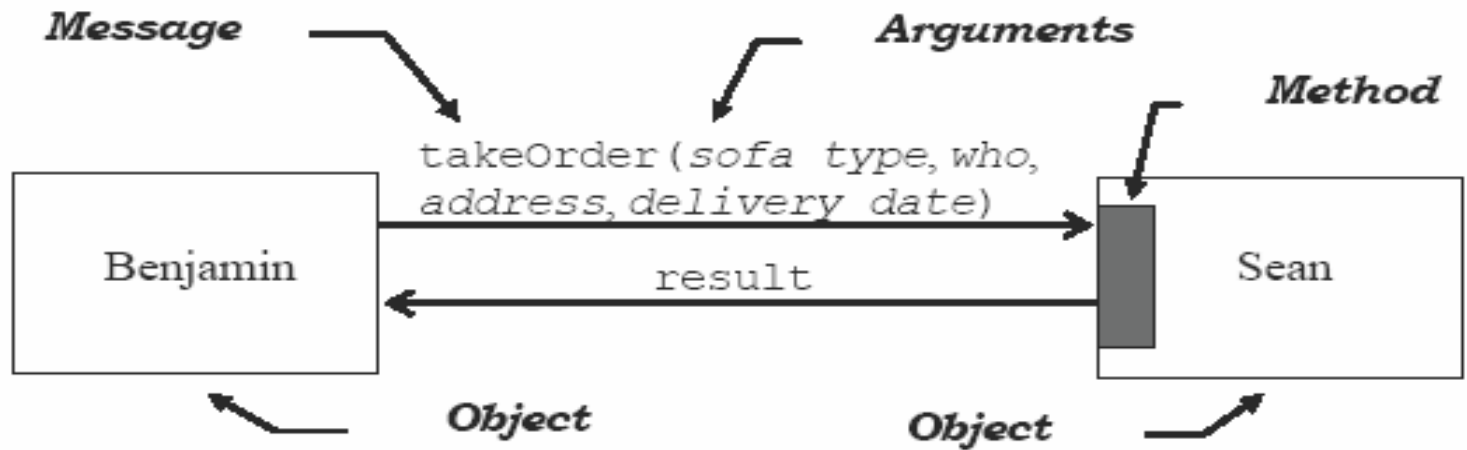 Message
Arguments
Method
takeOrder(sofa type, who,
address, delivery date)
Benjamin
result
Sean
Object
Object